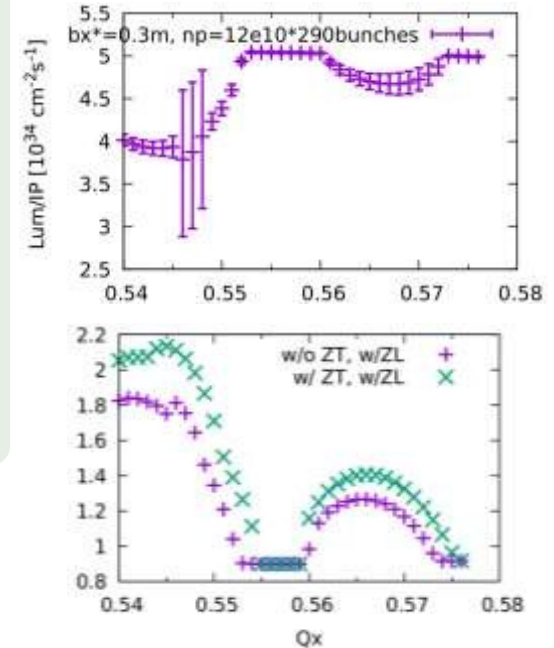 5.5
bx*=0.3m, np=12e10*290bunches
5
4.5
4
3.5
3
2.5
Lum/IP [10³⁴ cm⁻²s⁻¹]
0.54 0.55 0.56 0.57 0.58
2.2
w/o ZT, w/ZL
2
w/ ZT, w/ZL
1.8
1.6
1.4
1.2
1
0.8
0.54 0.55 0.56 0.57 0.58
Qx